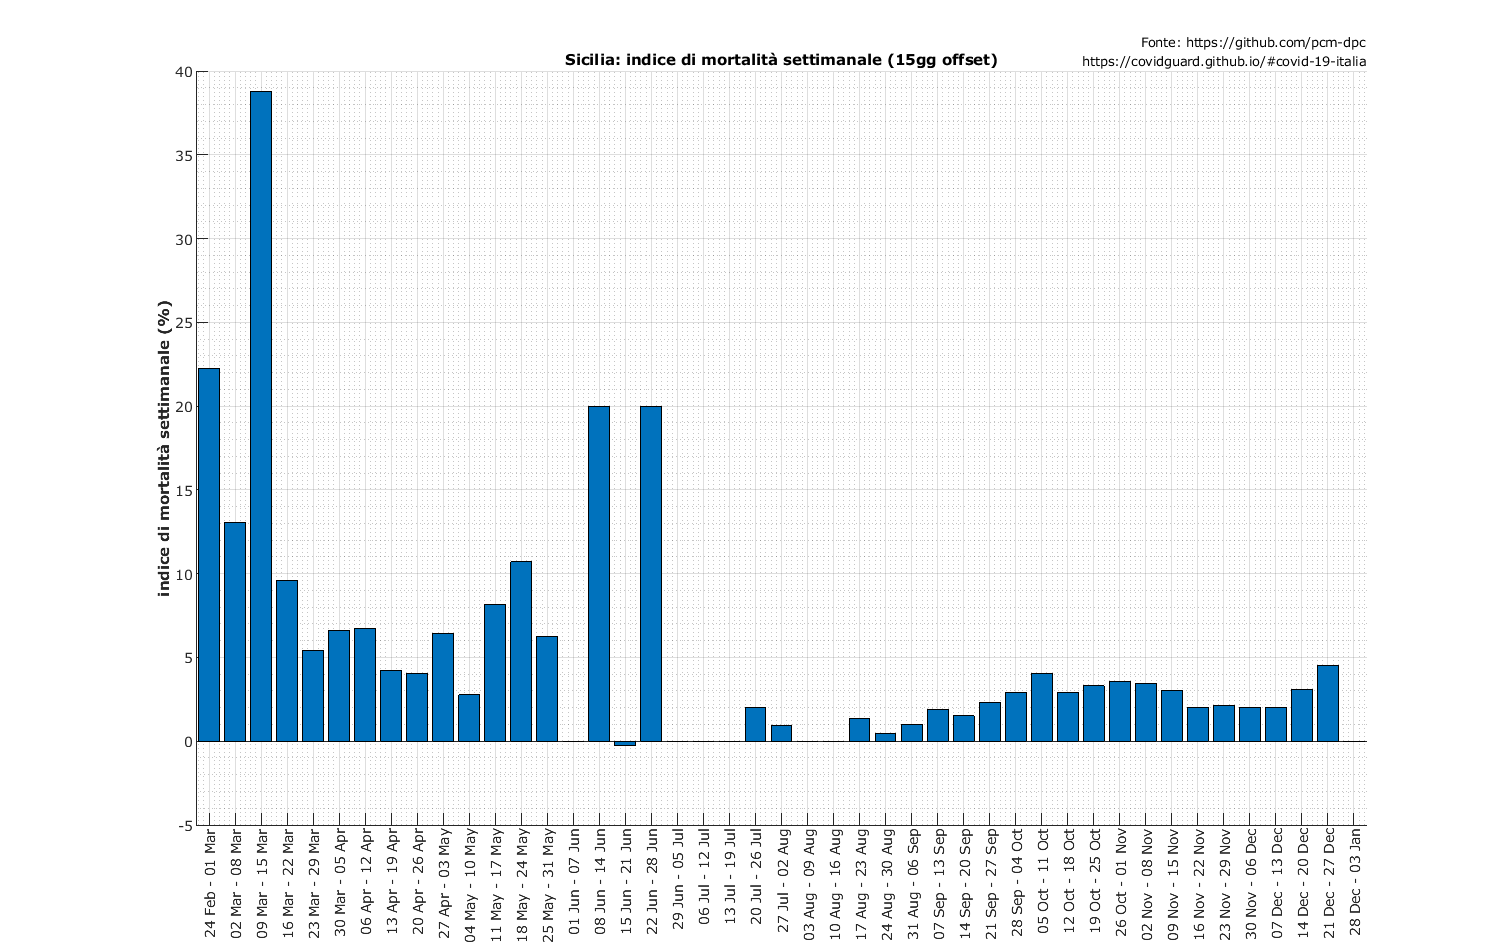 Fonte: https://github.com/pcm-dpc
Sicilia: indice di mortalità settimanale (15gg offset)
https://covidguard.github.io/#covid-19-italia
indice di mortalità settimanale (%)
40
35
30
25
20
15
10
5
0
-5
24 Feb - 01 Mar
02 Mar - 08 Mar
09 Mar - 15 Mar
16 Mar - 22 Mar
23 Mar - 29 Mar
30 Mar - 05 Apr
06 Apr - 12 Apr
13 Apr - 19 Apr
20 Apr - 26 Apr
27 Apr - 03 May
04 May - 10 May
11 May - 17 May
18 May - 24 May
25 May - 31 May
01 Jun - 07 Jun
08 Jun - 14 Jun
15 Jun - 21 Jun
22 Jun - 28 Jun
29 Jun - 05 Jul
06 Jul - 12 Jul
13 Jul - 19 Jul
20 Jul - 26 Jul
27 Jul - 02 Aug
03 Aug - 09 Aug
10 Aug - 16 Aug
17 Aug - 23 Aug
24 Aug - 30 Aug
31 Aug - 06 Sep
07 Sep - 13 Sep
14 Sep - 20 Sep
21 Sep - 27 Sep
28 Sep - 04 Oct
05 Oct - 11 Oct
12 Oct - 18 Oct
19 Oct - 25 Oct
26 Oct - 01 Nov
02 Nov - 08 Nov
09 Nov - 15 Nov
16 Nov - 22 Nov
23 Nov - 29 Nov
30 Nov - 06 Dec
07 Dec - 13 Dec
14 Dec - 20 Dec
21 Dec - 27 Dec
28 Dec - 03 Jan